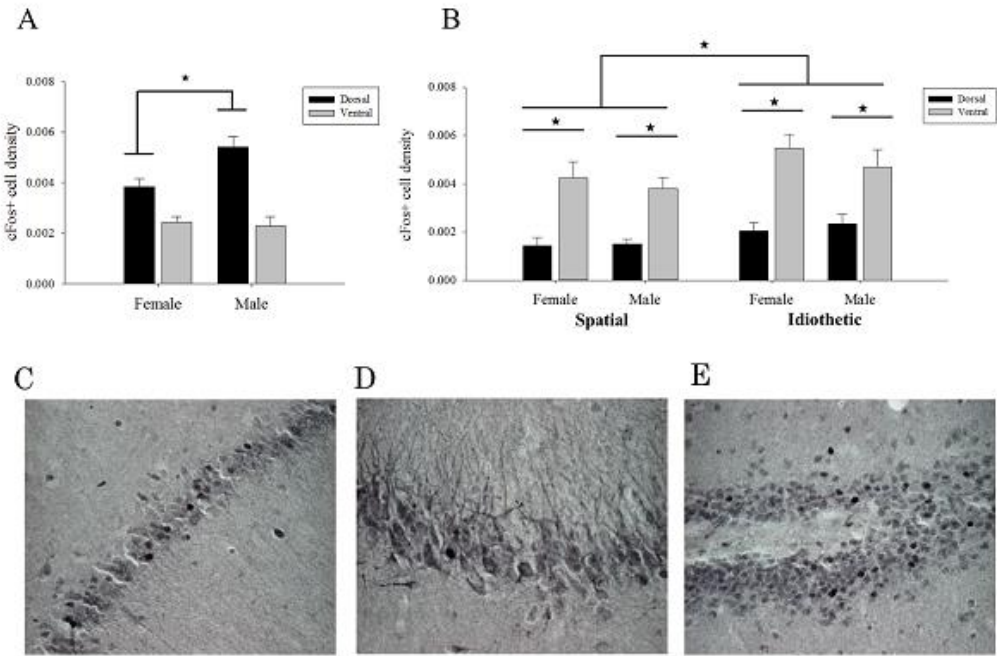 A
B
★
0.008
0.006
0.004
0.002
0.000
cFos+ cell density
Dorsal
Ventral
Female Male
★
★ ★ ★ ★
0.008
0.006
0.004
0.002
0.000
cFos+ cell density
Dorsal
Ventral
Female Male Female Male
Spatial Idiothetic
C D E